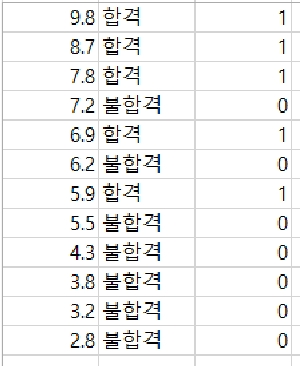 9.8 합격 1
8.7 합격 1
7.8 합격 1
7.2 불합격 0
6.9 합격 1
6.2 불합격 0
5.9 합격 1
5.5 불합격 0
4.3 불합격 0
3.8 불합격 0
3.2 불합격 0
2.8 불합격 0